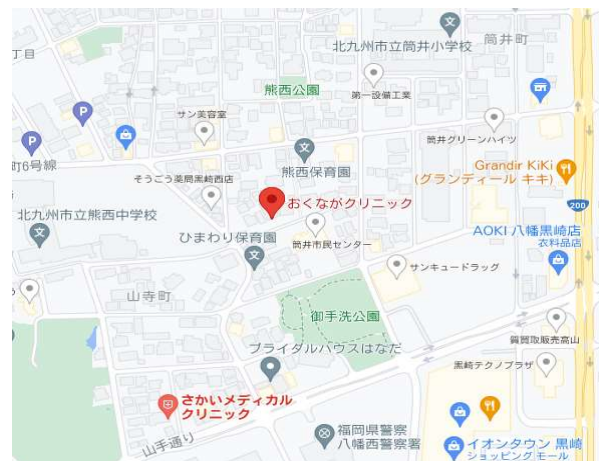 丁目
北九州市立筒井小学校
筒井町
熊西公園
第一設備工業
サン美容室
P
P
筒井グリーンハイツ
熊西保育園
Grandir KiKi
(グランディール キキ)
町6号線
そうごう薬局黒崎西店
おくながクリニック
200
北九州市立熊西中学校
ひまわり保育園
筒井市民センター
AOKI 八幡黒崎店
衣料品店
サンキュードラッグ
山寺町
御手洗公園
質買取販売高山
ブライダルハウスはなだ
黒崎テクノプラザ
さかいメディカル
クリニック
福岡県警察
八幡西警察署
山手通り
イオンタウン 黒崎
ショッピング モール